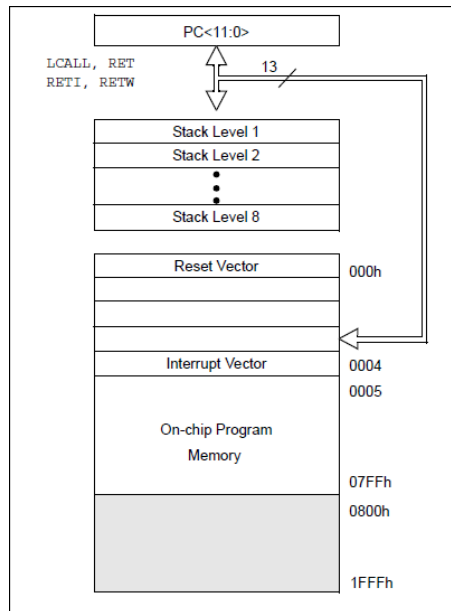 PC<11:0>
LCALL, RET
RETI, RETW
13
Stack Level 1
Stack Level 2
Stack Level 8
Reset Vector
000h
Interrupt Vector
0004
0005
On-chip Program
Memory
07FFh
0800h
1FFFh